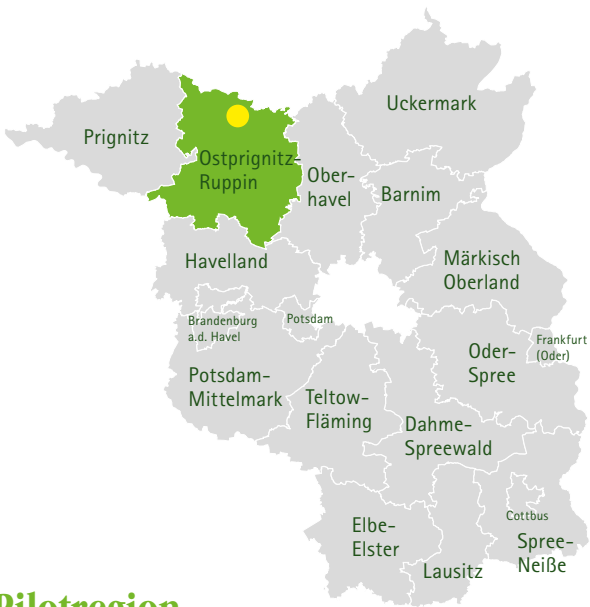 Uckermark
Prignitz
Ostprignitz-
Ruppin
Ober-
havel
Barnim
Havelland
Märkisch
Oberland
Brandenburg
a.d. Havel
Potsdam
Frankfurt
(Oder)
Oder-
Spree
Potsdam-
Mittelmark
Teltow-
Fläming
Dahme-
Spreewald
Cottbus
Elbe-
Elster
Spree-
Neiße
Lausitz
Pilotregion